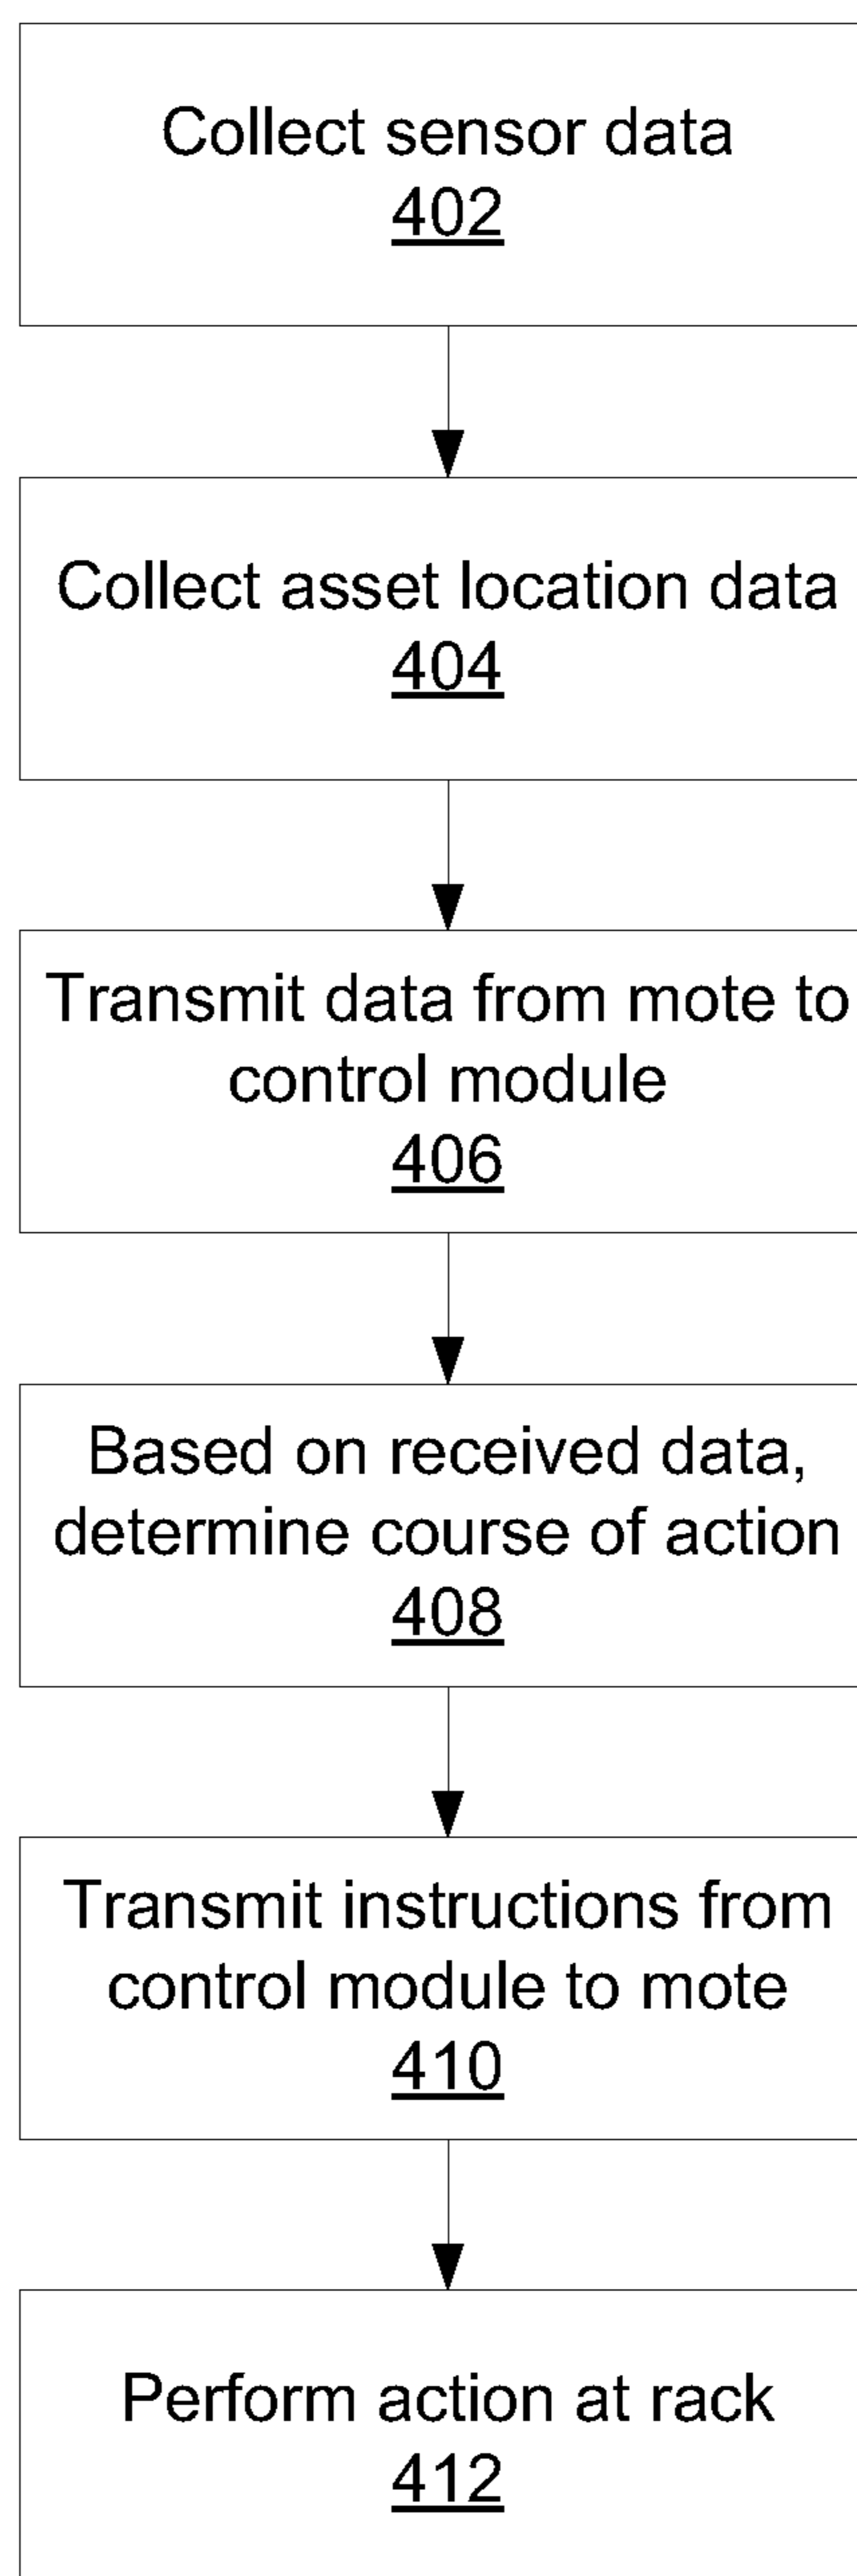 Collect sensor data
402
Collect asset location data
404
Transmit data from mote to
control module
406
Based on received data,
determine course of action
408
Transmit instructions from
control module to mote
410
Perform action at rack
412